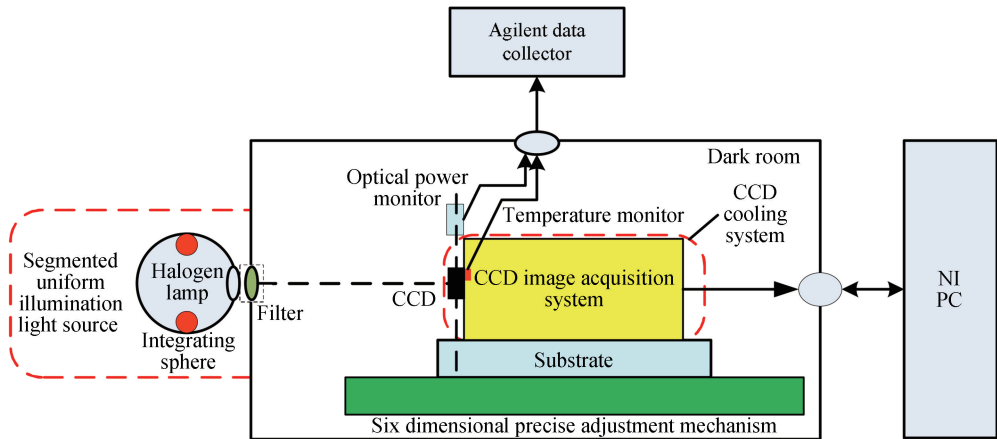 Agilent data
collector
Dark room
Optical power
monitor
Temperature monitor
CCD
cooling
system
Segmented
uniform
illumination
light source
Halogen
lamp
Integrating
sphere
Filter
CCD
CCD image acquisition
system
NI
PC
Substrate
Six dimensional precise adjustment mechanism